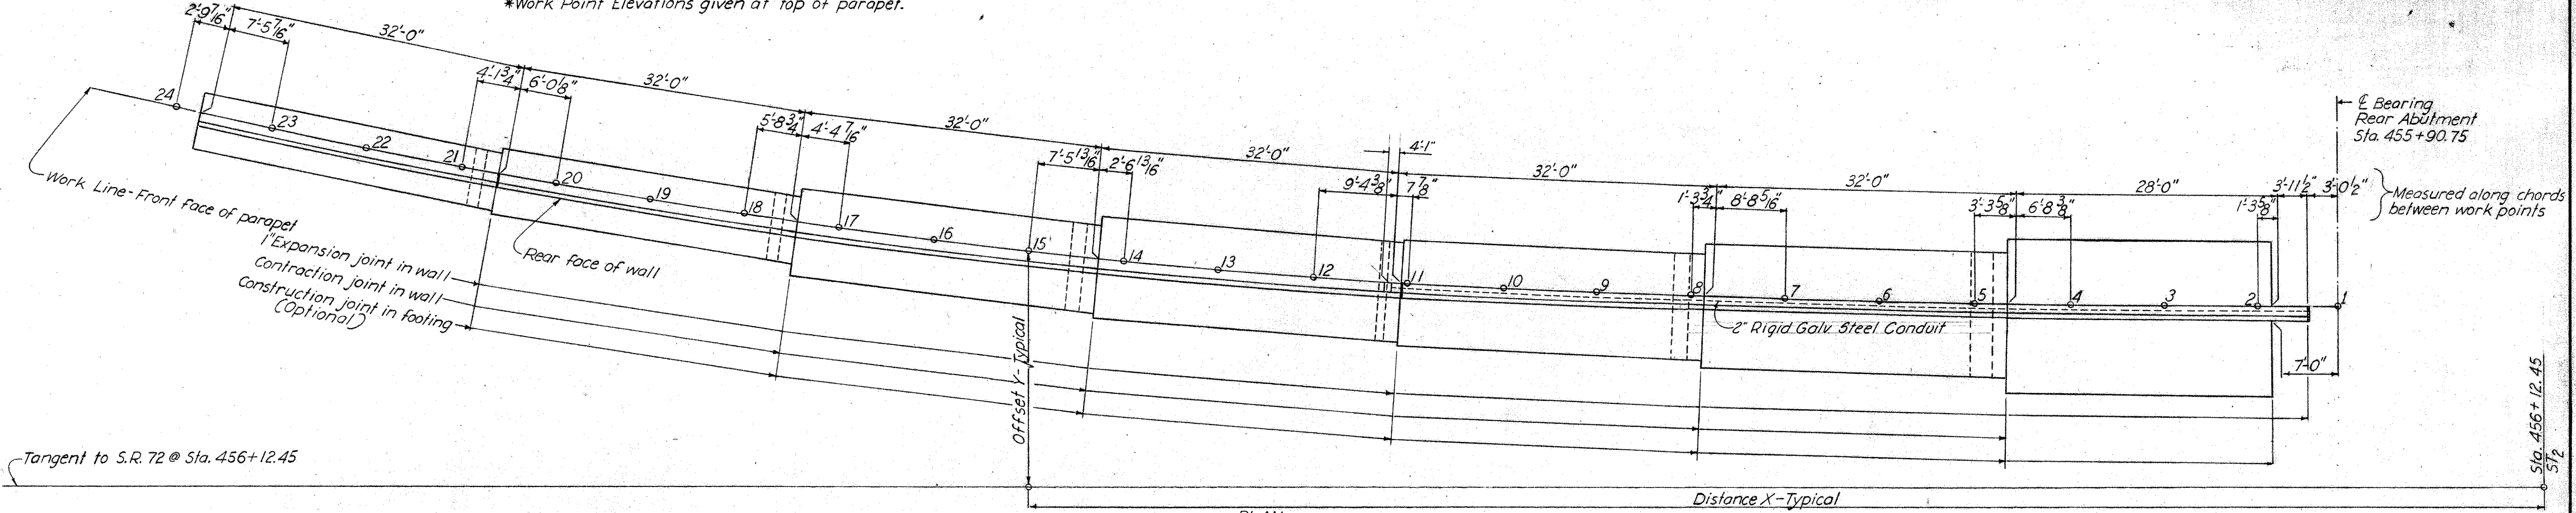 *Work Point Elevations given at top of parapet.
2'-9 7/16"
7'-5 7/16"
32'-0"
4'-1 3/4"
6'-0 1/8"
32'-0"
5'-8 3/4"
4'-4 7/16"
32'-0"
7'-5 13/16"
2'-6 13/16"
32'-0"
9'-4 3/8"
4'-1"
7 7/8"
32'-0"
1'-3 3/4"
8'-8 5/16"
32'-0"
3'-3 5/8"
6'-8 3/8"
28'-0"
1'-3 5/8"
3'-11 1/2"
3'-0 1/2"
℄ Bearing
Rear Abutment
Sta. 455+90.75
Measured along chords
between work points
24
23
22
21
20
19
18
17
16
15
14
13
12
11
10
9
8
7
6
5
4
3
2
1
Work Line-Front face of parapet
1" Expansion joint in wall
Contraction joint in wall
Construction joint in footing
(Optional)
Rear face of wall
2" Rigid Galv. Steel Conduit
7'-0"
Offset Y-Typical
Sta. 456+12.45
ST2
Tangent to S.R. 72 @ Sta. 456+12.45
Distance X-Typical